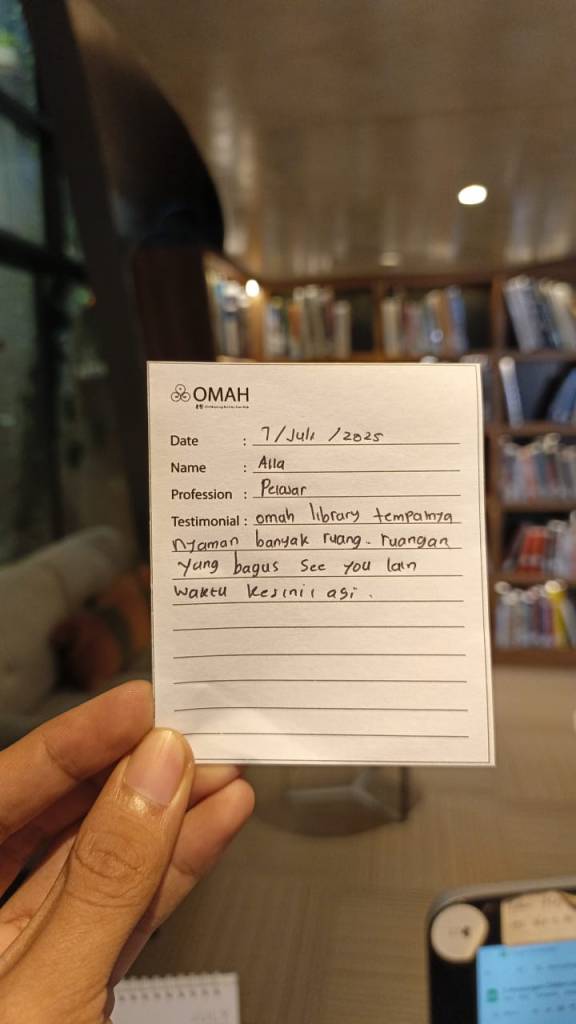 OMAH
Date : 7/Juli/2025
Name : Alla
Profession : Pelajar
Testimonial : omah library tempatnya
nyaman banyak ruang-ruangan
yang bagus see you lain
waktu kesini lagi.